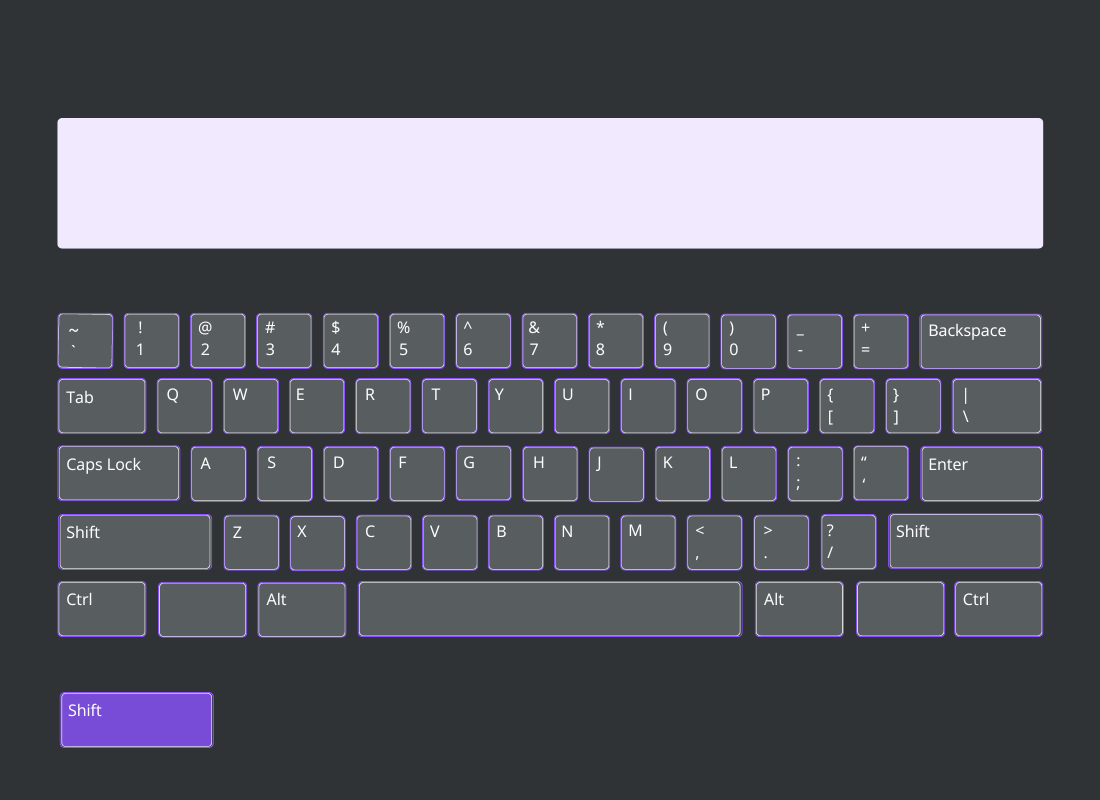 ~ ! @ # $ % ^ & * ( ) _ + Backspace
` 1 2 3 4 5 6 7 8 9 0 - =
Tab Q W E R T Y U I O P { } |
[ ] \
Caps Lock A S D F G H J K L : “ Enter
; ‘
Shift Z X C V B N M < > ? Shift
, . /
Ctrl Alt Alt Ctrl
Shift